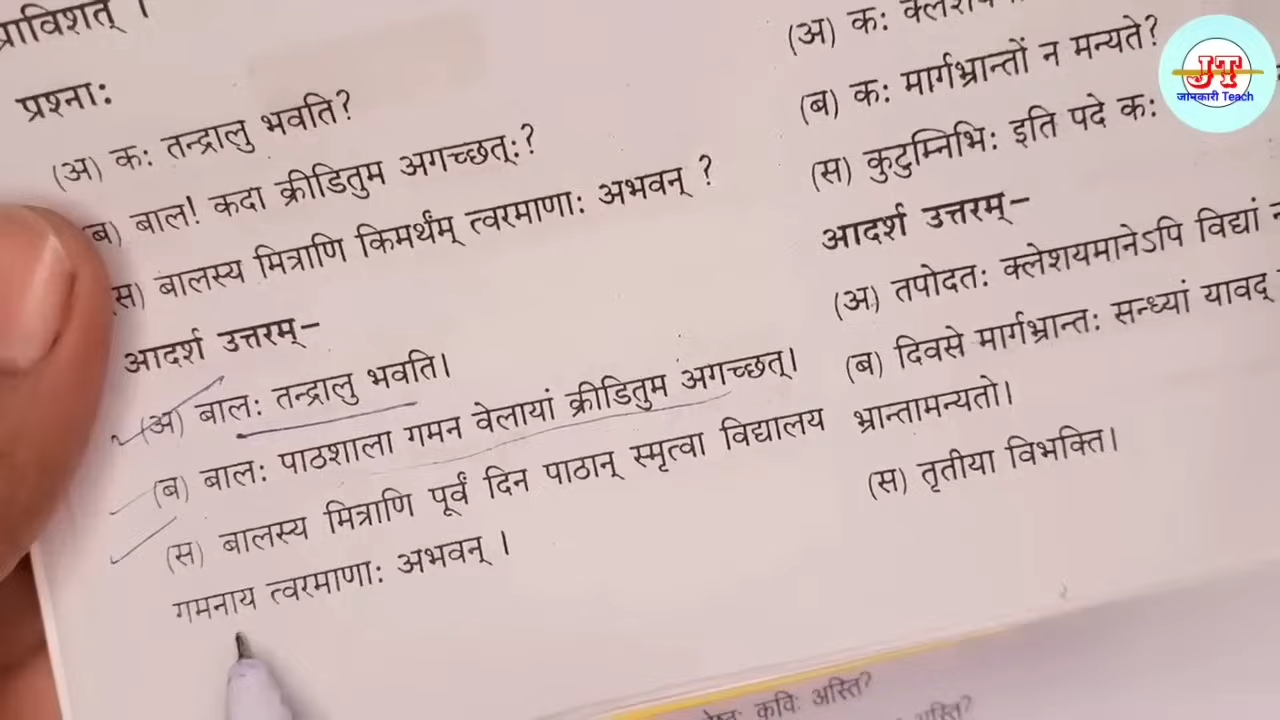 प्राविशत् ।
प्रश्ना:
(अ) क: तन्द्रालु भवति?
ब) बाल! कदा क्रीडितुम अगच्छत्:?
स) बालस्य मित्राणि किमर्थंम् त्वरमाणा: अभवन् ?
आदर्श उत्तरम्–
(अ) बाल: तन्द्रालु भवति।
(ब) बाल: पाठशाला गमन वेलायां क्रीडितुम अगच्छत्।
(स) बालस्य मित्राणि पूर्वं दिन पाठान् स्मृत्वा विद्यालय
गमनाय त्वरमाणा: अभवन् ।
(अ) क:
(ब) क: मार्गभ्रान्तों न मन्यते?
(स) कुटुम्निभि: इति पदे क:
आदर्श उत्तरम्–
(अ) तपोदत: क्लेशयमानेऽपि विद्यां
(ब) दिवसे मार्गभ्रान्त: सन्ध्यां यावद्
भ्रान्तामन्यतो।
(स) तृतीया विभक्ति।
कवि: अस्ति?
अस्ति?
JT
जानकारी Teach